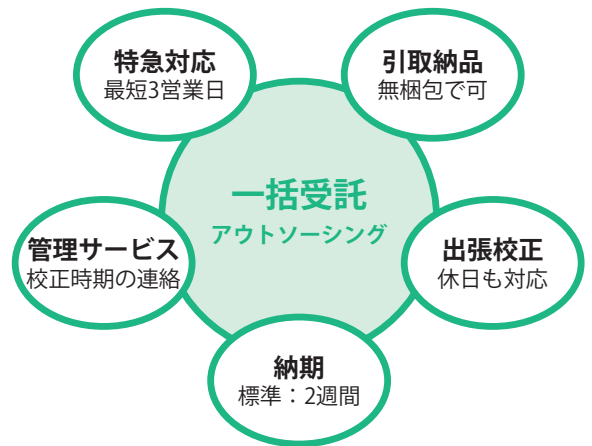 特急対応
最短3営業日
引取納品
無梱包で可
一括受託
アウトソーシング
管理サービス
校正時期の連絡
出張校正
休日も対応
納期
標準：2週間